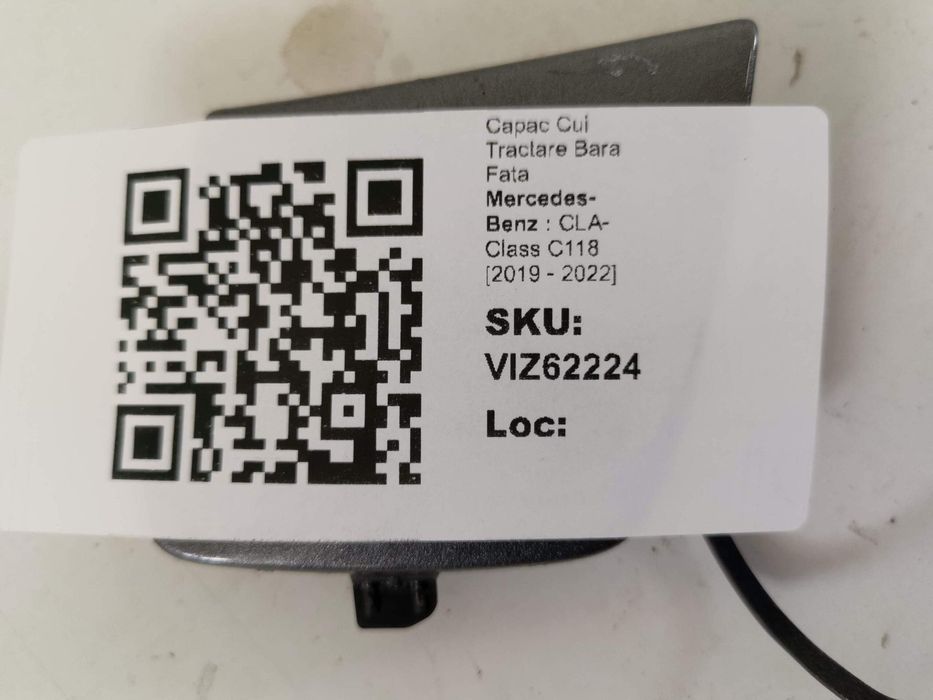 Capac Cui
Tractare Bara
Fata
Mercedes-
Benz : CLA-
Class C118
[2019 - 2022]
SKU:
VIZ62224
Loc: